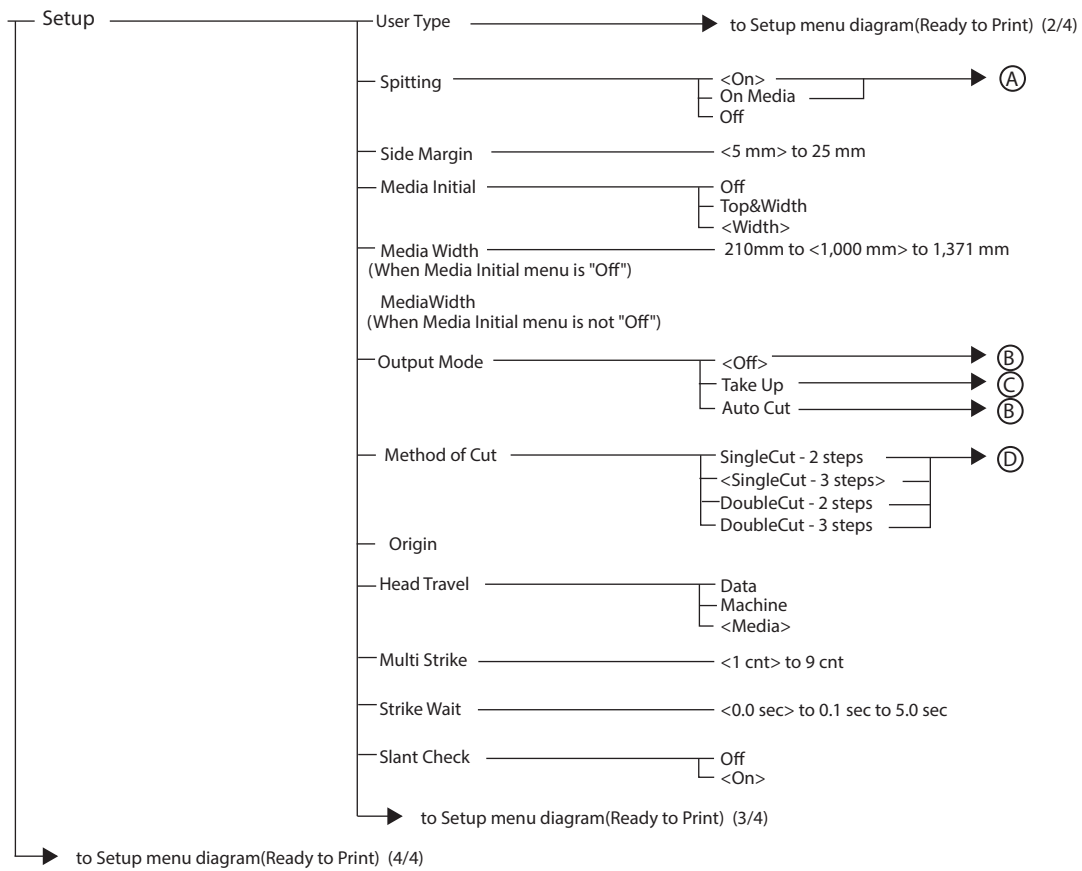 Setup
User Type
to Setup menu diagram(Ready to Print) (2/4)
Spitting
<On>
A
On Media
Off
Side Margin
<5 mm> to 25 mm
Media Initial
Off
Top&Width
<Width>
Media Width
210mm to <1,000 mm> to 1,371 mm
(When Media Initial menu is "Off")
MediaWidth
(When Media Initial menu is not "Off")
Output Mode
<Off>
B
Take Up
C
Auto Cut
B
Method of Cut
SingleCut - 2 steps
D
<SingleCut - 3 steps>
DoubleCut - 2 steps
DoubleCut - 3 steps
Origin
Head Travel
Data
Machine
<Media>
Multi Strike
<1 cnt> to 9 cnt
Strike Wait
<0.0 sec> to 0.1 sec to 5.0 sec
Slant Check
Off
<On>
to Setup menu diagram(Ready to Print) (3/4)
to Setup menu diagram(Ready to Print) (4/4)